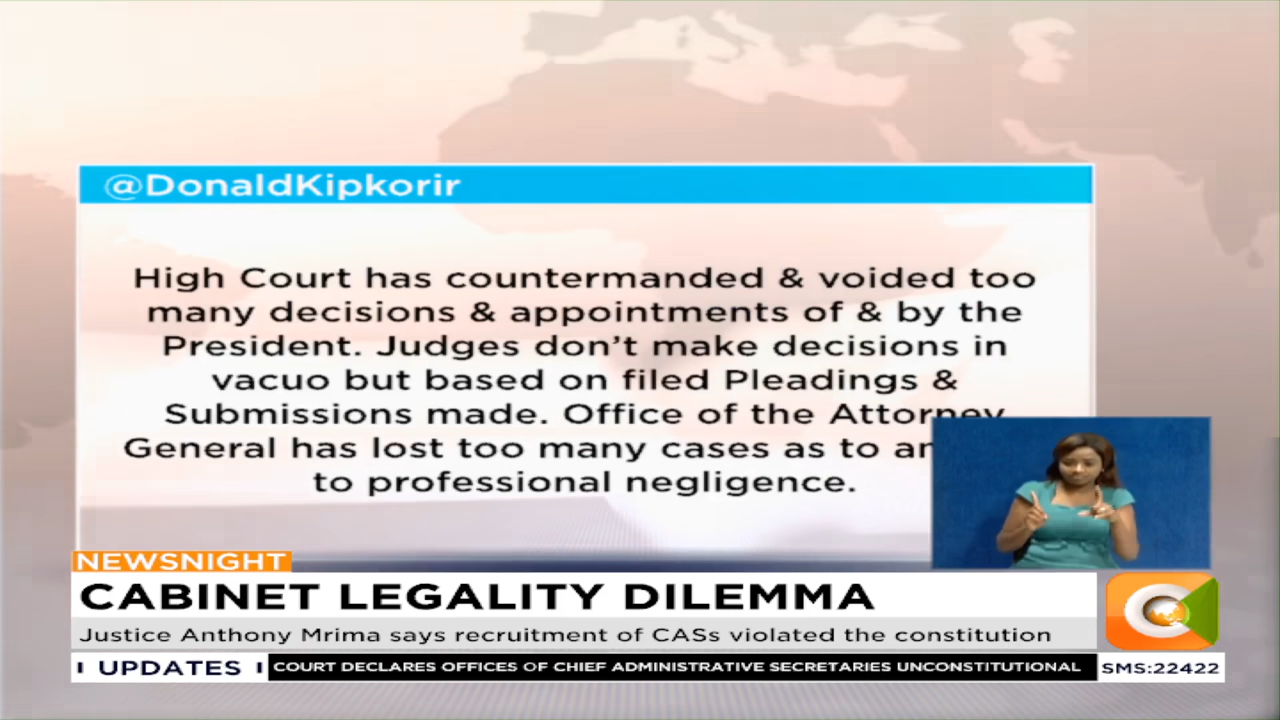 @DonaldKipkorir
High Court has countermanded & voided too
many decisions & appointments of & by the
President. Judges don't make decisions in
vacuo but based on filed Pleadings &
Submissions made. Office of the Attorney
General has lost too many cases as to
to professional negligence.
NEWSNIGHT
CABINET LEGALITY DILEMMA
Justice Anthony Mrima says recruitment of CASs violated the constitution
UPDATES
COURT DECLARES OFFICES OF CHIEF ADMINISTRATIVE SECRETARIES UNCONSTITUTIONAL
SMS:22422